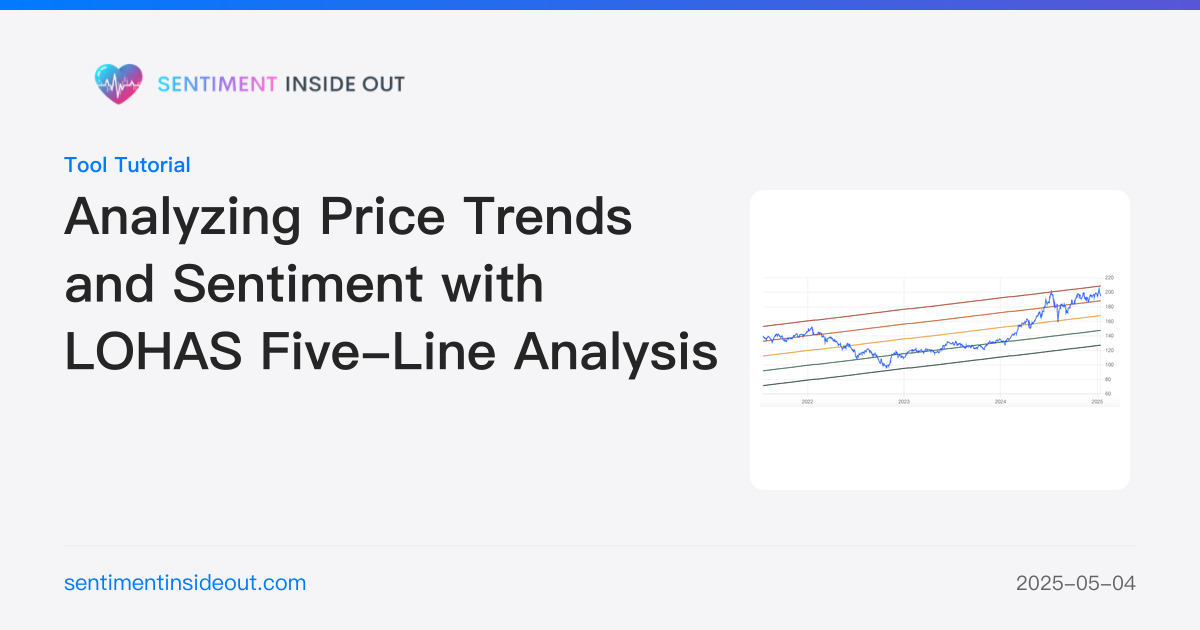 SENTIMENT INSIDE OUT
Tool Tutorial
Analyzing Price Trends
and Sentiment with
LOHAS Five–Line Analysis
220
200
180
160
140
120
100
80
60
2022
2023
2024
2025
sentimentinsideout.com
2025–05–04